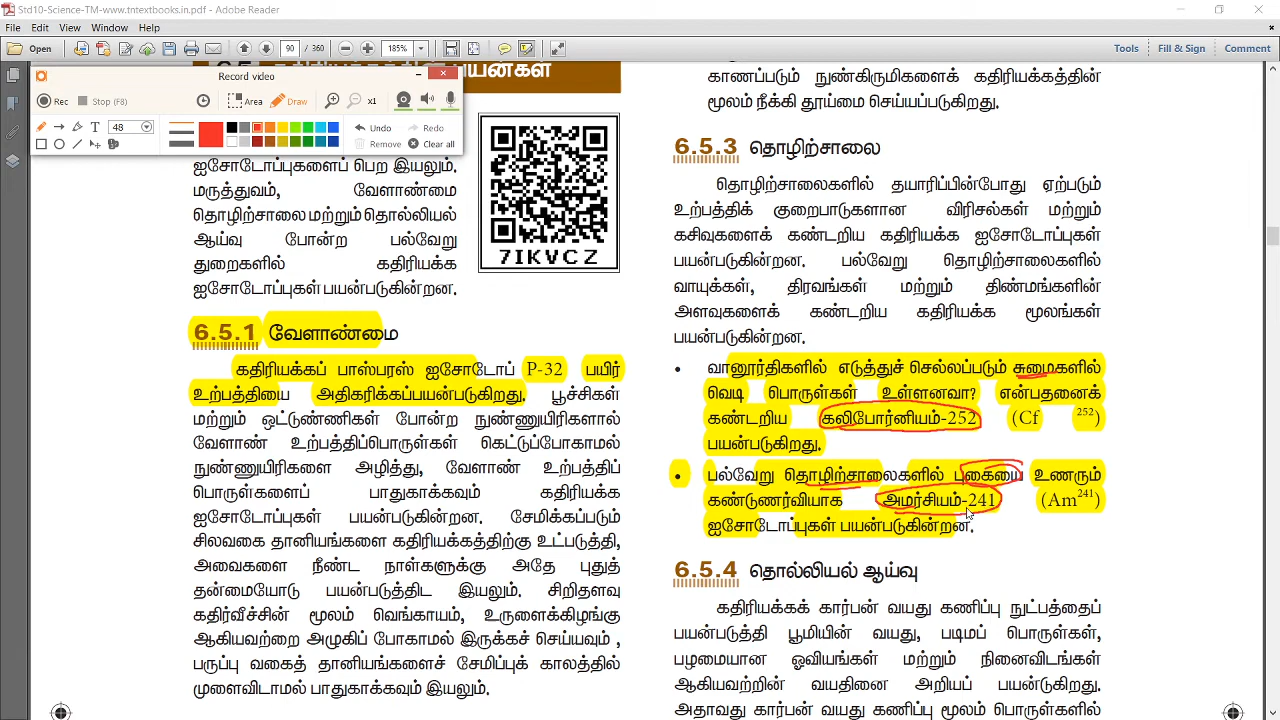 Std10-Science-TM-www.tntextbooks.in.pdf - Adobe Reader
File Edit View Window Help
Open 90 / 360 185% Tools Fill & Sign Comment
Record video
Rec Stop (F8) Area Draw x1
T 48 Undo Redo
Remove Clear all
பயன்கள்
ஐசோடோப்புகளைப் பெற இயலும்.
மருத்துவம், வேளாண்மை
தொழிற்சாலை மற்றும் தொல்லியல்
ஆய்வு போன்ற பல்வேறு
துறைகளில் கதிரியக்க
ஐசோடோப்புகள் பயன்படுகின்றன.
7IKVCZ
6.5.1 வேளாண்மை
கதிரியக்கப் பாஸ்பரஸ் ஐசோடோப் P-32 பயிர்
உற்பத்தியை அதிகரிக்கப்பயன்படுகிறது. பூச்சிகள்
மற்றும் ஒட்டுண்ணிகள் போன்ற நுண்ணுயிரிகளால்
வேளாண் உற்பத்திப்பொருள்கள் கெட்டுப்போகாமல்
நுண்ணுயிரிகளை அழித்து, வேளாண் உற்பத்திப்
பொருள்களை பாதுகாக்கவும் கதிரியக்க
ஐசோடோப்புகள் பயன்படுகின்றன. சேமிக்கப்படும்
சிலவகை தானியங்களை கதிரியக்கத்திற்கு உட்படுத்தி,
அவைகளை நீண்ட நாள்களுக்கு அதே புதுத்
தன்மையோடு பயன்படுத்திட இயலும். சிறிதளவு
கதிர்வீச்சின் மூலம் வெங்காயம், உருளைக்கிழங்கு
ஆகியவற்றை அழுகிப் போகாமல் இருக்கச் செய்யவும் ,
பருப்பு வகைத் தானியங்களைச் சேமிப்புக் காலத்தில்
முளைவிடாமல் பாதுகாக்கவும் இயலும்.
காணப்படும் நுண்கிருமிகளைக் கதிரியக்கத்தின்
மூலம் நீக்கி தூய்மை செய்யப்படுகிறது.
6.5.3 தொழிற்சாலை
தொழிற்சாலைகளில் தயாரிப்பின்போது ஏற்படும்
உற்பத்திக் குறைபாடுகளான விரிசல்கள் மற்றும்
கசிவுகளைக் கண்டறிய கதிரியக்க ஐசோடோப்புகள்
பயன்படுகின்றன. பல்வேறு தொழிற்சாலைகளில்
வாயுக்கள், திரவங்கள் மற்றும் திண்மங்களின்
அளவுகளைக் கண்டறிய கதிரியக்க மூலங்கள்
பயன்படுகின்றன.
• வானூர்திகளில் எடுத்துச் செல்லப்படும் சுமைகளில்
வெடி பொருள்கள் உள்ளனவா? என்பதனைக்
கண்டறிய கலிபோர்னியம்-252 (Cf 252)
பயன்படுகிறது.
• பல்வேறு தொழிற்சாலைகளில் புகையை உணரும்
கண்டுணர்வியாக அமர்சியம்-241 (Am241)
ஐசோடோப்புகள் பயன்படுகின்றன.
6.5.4 தொல்லியல் ஆய்வு
கதிரியக்கக் கார்பன் வயது கணிப்பு நுட்பத்தைப்
பயன்படுத்தி பூமியின் வயது, படிமப் பொருள்கள்,
பழமையான ஓவியங்கள் மற்றும் நினைவிடங்கள்
ஆகியவற்றின் வயதினை அறியப் பயன்டுகிறது.
அதாவது கார்பன் வயது கணிப்பு மூலம் பொருள்களில்